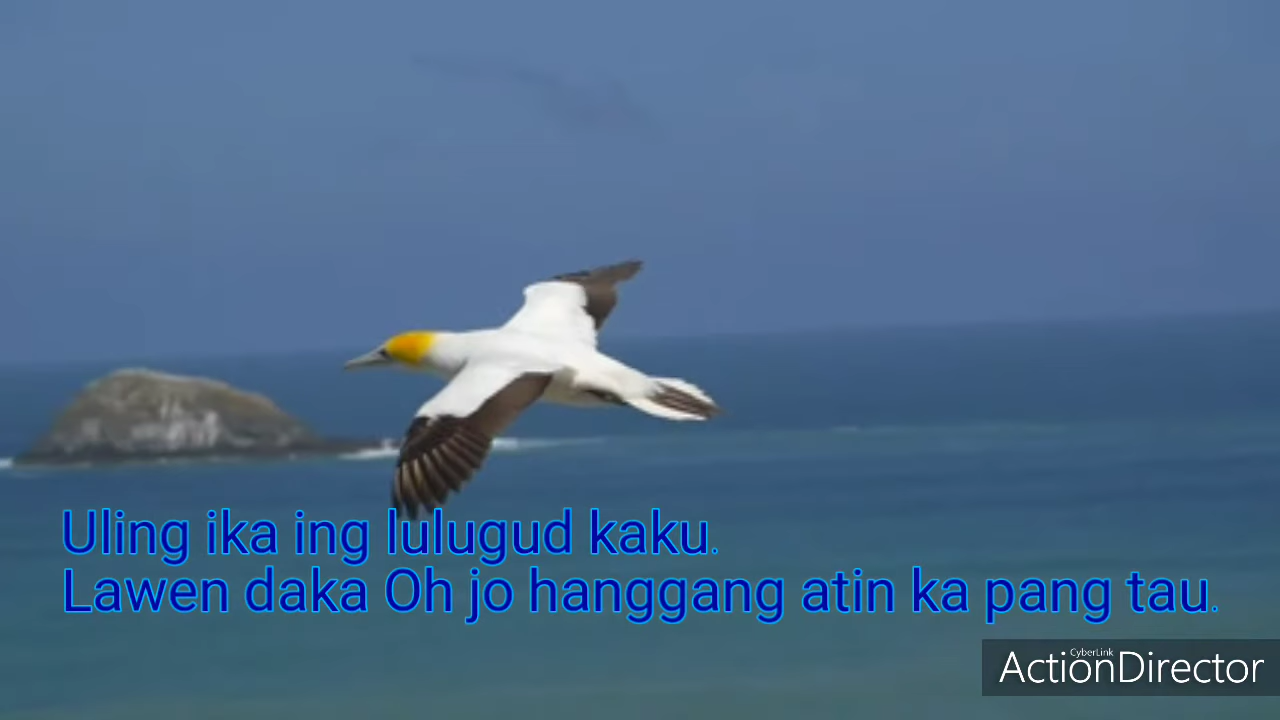 Uling ika ing lulugud kaku.
Lawen daka Oh jo hanggang atin ka pang tau.
CyberLink
ActionDirector